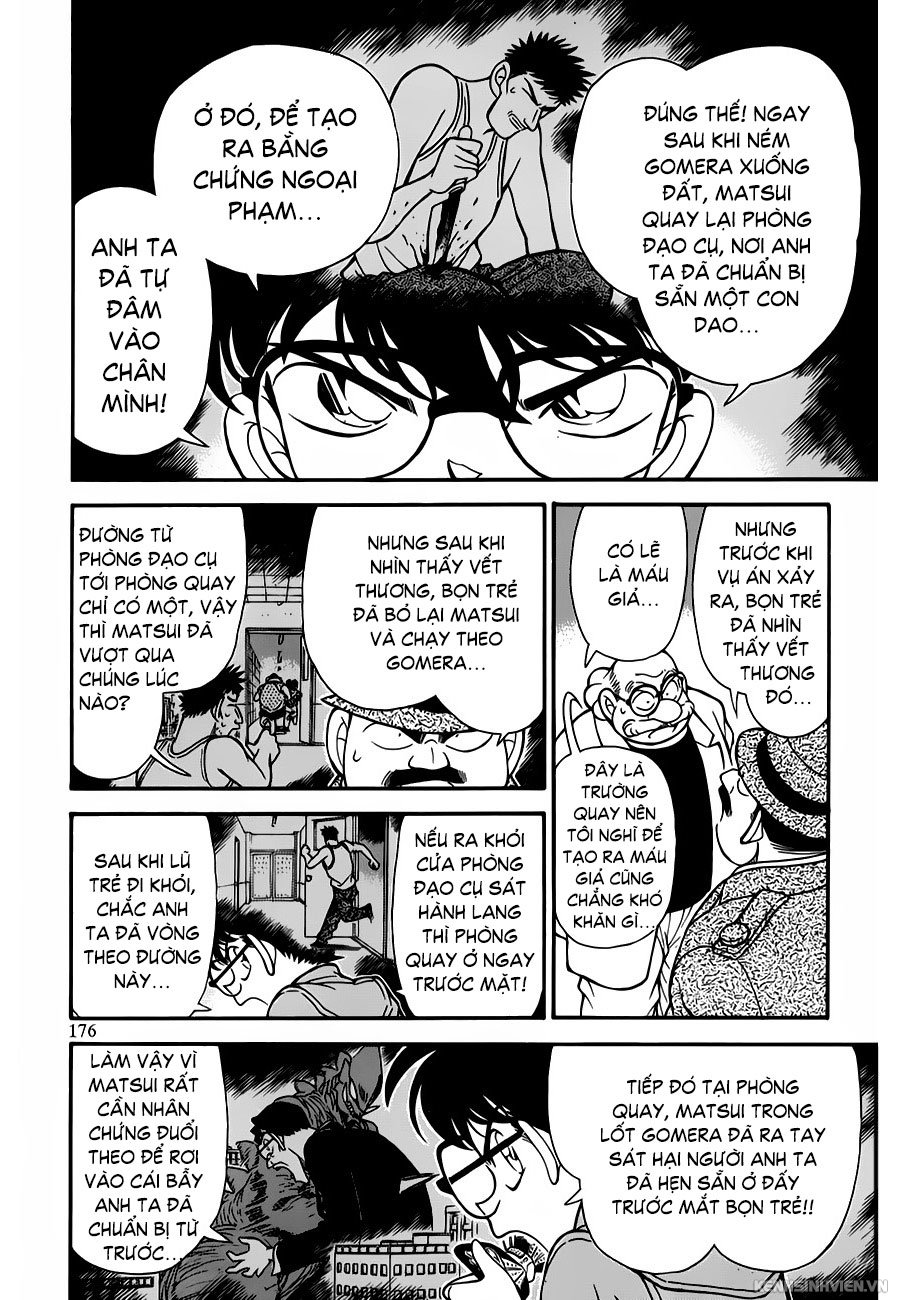 ĐÚNG THẾ! NGAY
SAU KHI NÉM
GOMERA XUỐNG
ĐẤT, MATSUI
QUAY LẠI PHÒNG
ĐẠO CỤ, NƠI ANH
TA ĐÃ CHUẨN BỊ
SẴN MỘT CON
DAO...
Ở ĐÓ, ĐỂ TẠO
RA BẰNG
CHỨNG NGOẠI
PHẠM...
ANH TA
ĐÃ TỰ
ĐÂM
VÀO
CHÂN
MÌNH!
NHƯNG
TRƯỚC KHI
VỤ ÁN XẢY
RA, BỌN TRẺ
ĐÃ NHÌN
THẤY VẾT
THƯƠNG
ĐÓ...
CÓ LẼ
LÀ MÁU
GIẢ...
ĐÂY LÀ
TRƯỜNG
QUAY NÊN
TÔI NGHĨ ĐỂ
TẠO RA MÁU
GIẢ CŨNG
CHẲNG KHÓ
KHĂN GÌ...
NHƯNG SAU KHI
NHÌN THẤY VẾT
THƯƠNG, BỌN TRẺ
ĐÃ BỎ LẠI MATSUI
VÀ CHẠY THEO
GOMERA...
ĐƯỜNG TỪ
PHÒNG ĐẠO CỤ
TỚI PHÒNG QUAY
CHỈ CÓ MỘT, VẬY
THÌ MATSUI ĐÃ
VƯỢT QUA
CHÚNG LÚC
NÀO?
NẾU RA KHỎI
CỬA PHÒNG
ĐẠO CỤ SÁT
HÀNH LANG
THÌ PHÒNG
QUAY Ở NGAY
TRƯỚC MẶT!
SAU KHI LŨ
TRẺ ĐI KHỎI,
CHẮC ANH
TA ĐÃ VÒNG
THEO ĐƯỜNG
NÀY...
176
TIẾP ĐÓ TẠI PHÒNG
QUAY, MATSUI TRONG
LỐT GOMERA ĐÃ RA TAY
SÁT HẠI NGƯỜI ANH TA
ĐÃ HẸN SẴN Ở ĐẤY
TRƯỚC MẮT BỌN TRẺ!!
LÀM VẬY VÌ
MATSUI RẤT
CẦN NHÂN
CHỨNG ĐUỔI
THEO ĐỂ RƠI
VÀO CÁI BẪY
ANH TA ĐÃ
CHUẨN BỊ TỪ
TRƯỚC...
KENHSINHVIEN.VN